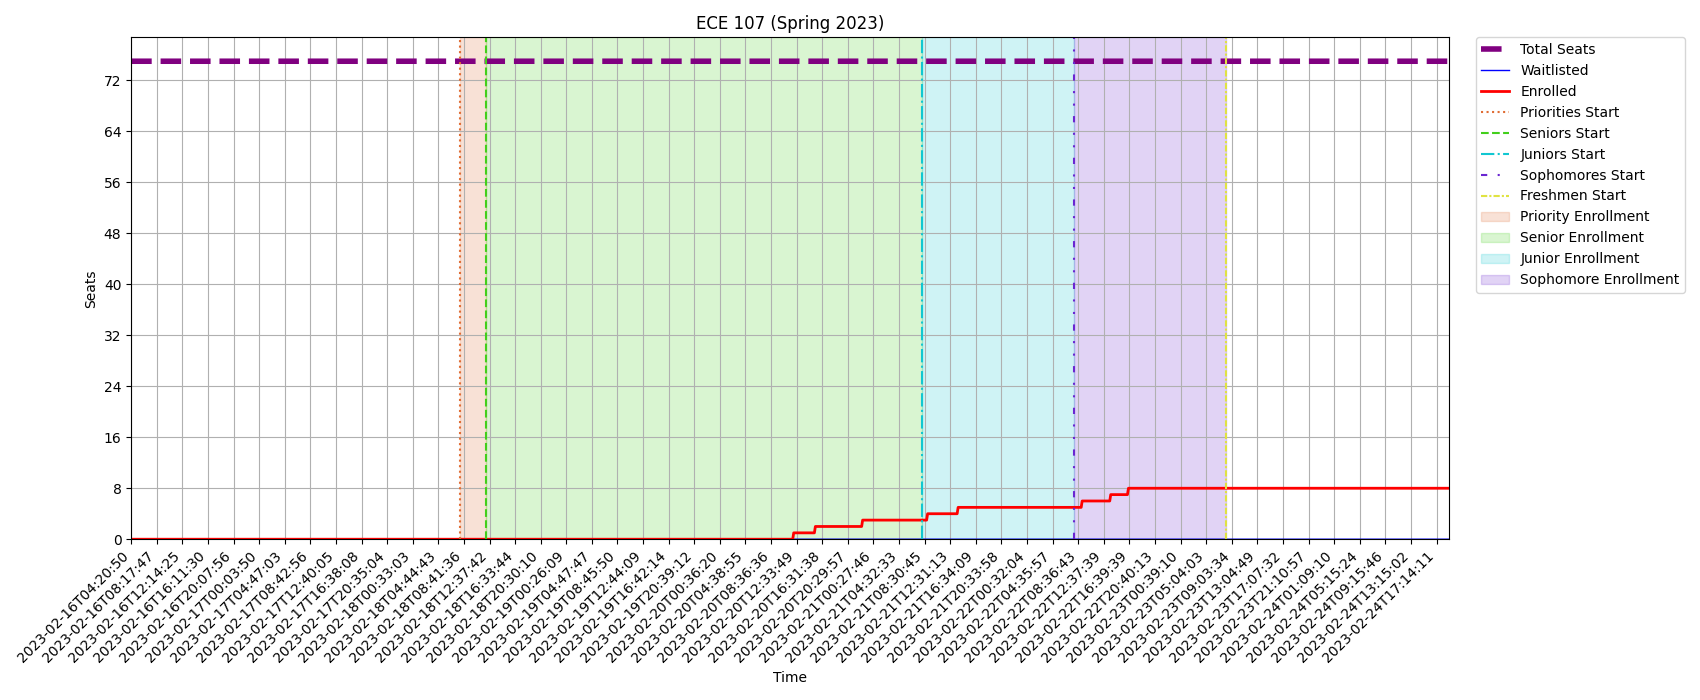 ECE 107 (Spring 2023)
Total Seats
Waitlisted
Enrolled
Priorities Start
Seniors Start
Juniors Start
Sophomores Start
Freshmen Start
Priority Enrollment
Senior Enrollment
Junior Enrollment
Sophomore Enrollment
Seats
72
64
56
48
40
32
24
16
8
0
2023-02-16T04:20:50
2023-02-16T08:17:47
2023-02-16T12:14:25
2023-02-16T16:11:30
2023-02-16T20:07:56
2023-02-17T00:03:50
2023-02-17T04:47:03
2023-02-17T08:42:56
2023-02-17T12:40:05
2023-02-17T16:38:08
2023-02-17T20:35:04
2023-02-18T00:33:03
2023-02-18T04:44:43
2023-02-18T08:41:36
2023-02-18T12:37:42
2023-02-18T16:33:44
2023-02-18T20:30:10
2023-02-19T00:26:09
2023-02-19T04:47:47
2023-02-19T08:45:50
2023-02-19T12:44:09
2023-02-19T16:42:14
2023-02-19T20:39:12
2023-02-20T00:36:20
2023-02-20T04:38:55
2023-02-20T08:36:36
2023-02-20T12:33:49
2023-02-20T16:31:38
2023-02-20T20:29:57
2023-02-21T00:27:46
2023-02-21T04:32:33
2023-02-21T08:30:45
2023-02-21T12:31:13
2023-02-21T16:34:09
2023-02-21T20:33:58
2023-02-22T00:32:04
2023-02-22T04:35:57
2023-02-22T08:36:43
2023-02-22T12:37:39
2023-02-22T16:39:39
2023-02-22T20:40:13
2023-02-23T00:39:10
2023-02-23T05:04:03
2023-02-23T09:03:34
2023-02-23T13:04:49
2023-02-23T17:07:32
2023-02-23T21:10:57
2023-02-24T01:09:10
2023-02-24T05:15:24
2023-02-24T09:15:46
2023-02-24T13:15:02
2023-02-24T17:14:11
Time